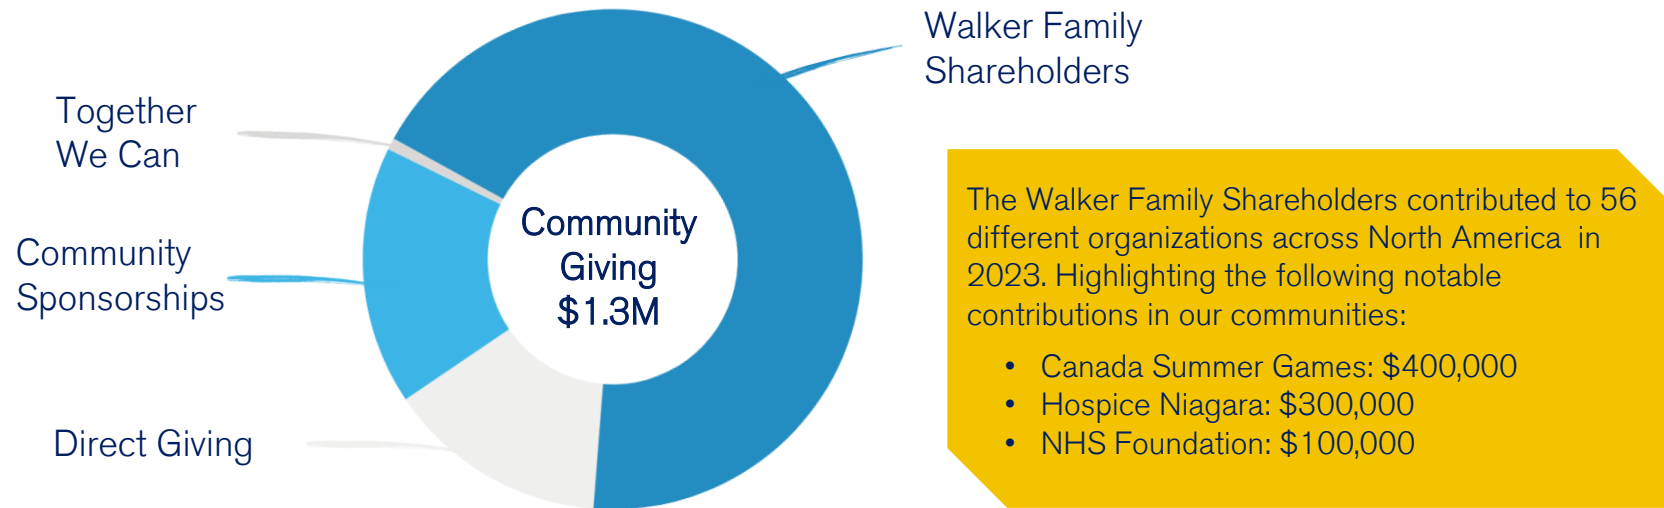 Walker Family
Shareholders
Together
We Can
Community
Sponsorships
Direct Giving
Community
Giving
$1.3M
The Walker Family Shareholders contributed to 56
different organizations across North America  in
2023. Highlighting the following notable
contributions in our communities:
• Canada Summer Games: $400,000
• Hospice Niagara: $300,000
• NHS Foundation: $100,000